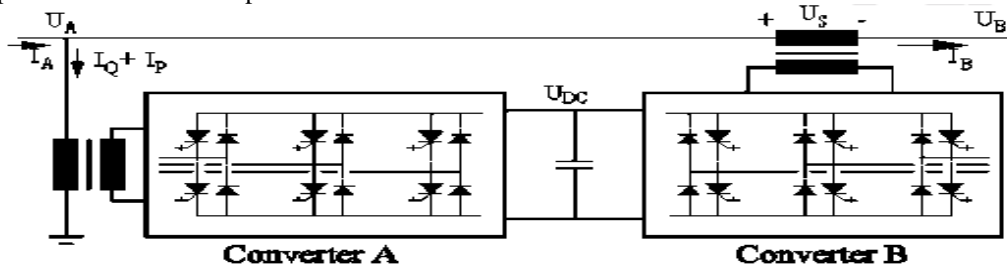 U_A
+ U_S -
U_B
I_A
I_Q + I_P
I_B
U_DC
Converter A
Converter B